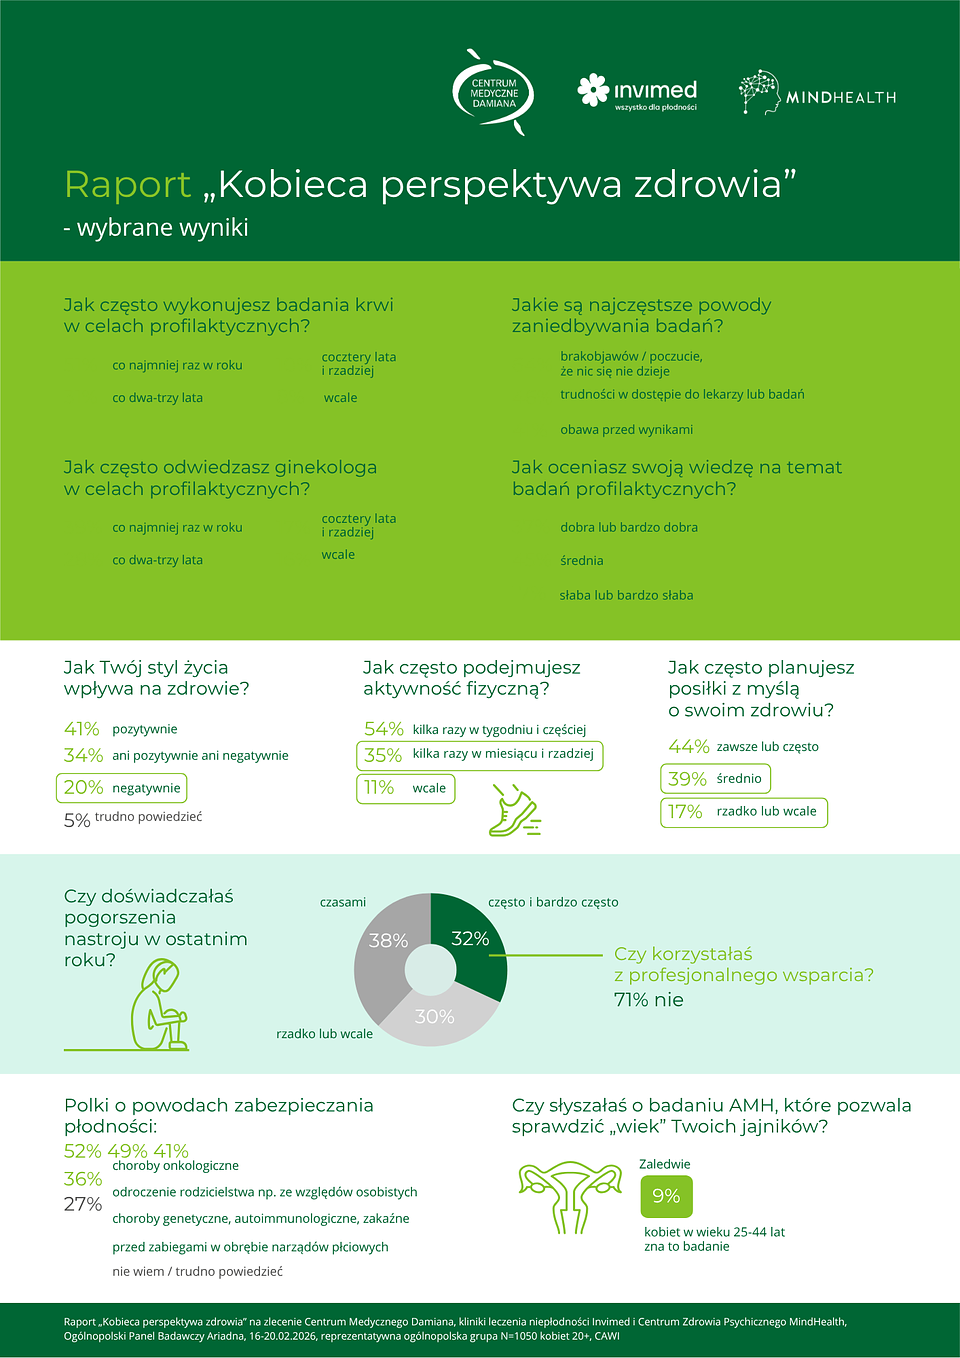 CENTRUM
MEDYCZNE
DAMIANA
invimed
wszystko dla płodności
MINDHEALTH
Raport „Kobieca perspektywa zdrowia”
- wybrane wyniki
Jak często wykonujesz badania krwi
w celach profilaktycznych?
co najmniej raz w roku
co dwa-trzy lata
cocztery lata
i rzadziej
wcale
Jakie są najczęstsze powody
zaniedbywania badań?
brakobjawów / poczucie,
że nic się nie dzieje
trudności w dostępie do lekarzy lub badań
obawa przed wynikami
Jak często odwiedzasz ginekologa
w celach profilaktycznych?
co najmniej raz w roku
co dwa-trzy lata
cocztery lata
i rzadziej
wcale
Jak oceniasz swoją wiedzę na temat
badań profilaktycznych?
dobra lub bardzo dobra
średnia
słaba lub bardzo słaba
Jak Twój styl życia
wpływa na zdrowie?
41% pozytywnie
34% ani pozytywnie ani negatywnie
20% negatywnie
5% trudno powiedzieć
Jak często podejmujesz
aktywność fizyczną?
54% kilka razy w tygodniu i częściej
35% kilka razy w miesiącu i rzadziej
11% wcale
Jak często planujesz
posiłki z myślą
o swoim zdrowiu?
44% zawsze lub często
39% średnio
17% rzadko lub wcale
Czy doświadczałaś
pogorszenia
nastroju w ostatnim
roku?
czasami
często i bardzo często
38%
32%
30%
rzadko lub wcale
Czy korzystałaś
z profesjonalnego wsparcia?
71% nie
Polki o powodach zabezpieczania
płodności:
52% 49% 41%
choroby onkologiczne
36%
odroczenie rodzicielstwa np. ze względów osobistych
27%
choroby genetyczne, autoimmunologiczne, zakaźne
przed zabiegami w obrębie narządów płciowych
nie wiem / trudno powiedzieć
Czy słyszałaś o badaniu AMH, które pozwala
sprawdzić „wiek” Twoich jajników?
Zaledwie
9%
kobiet w wieku 25-44 lat
zna to badanie
Raport „Kobieca perspektywa zdrowia” na zlecenie Centrum Medycznego Damiana, kliniki leczenia niepłodności Invimed i Centrum Zdrowia Psychicznego MindHealth,
Ogólnopolski Panel Badawczy Ariadna, 16-20.02.2026, reprezentatywna ogólnopolska grupa N=1050 kobiet 20+, CAWI